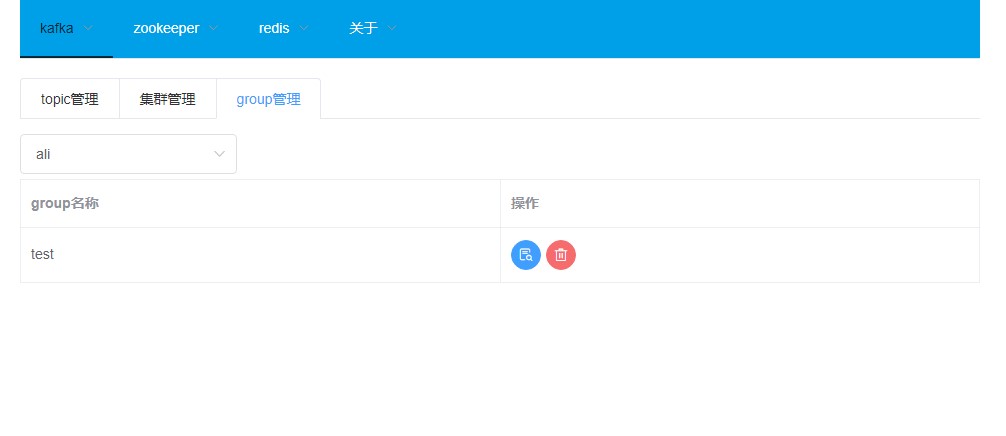 kafka zookeeper redis 关于
topic管理 集群管理 group管理
ali
group名称 操作
test